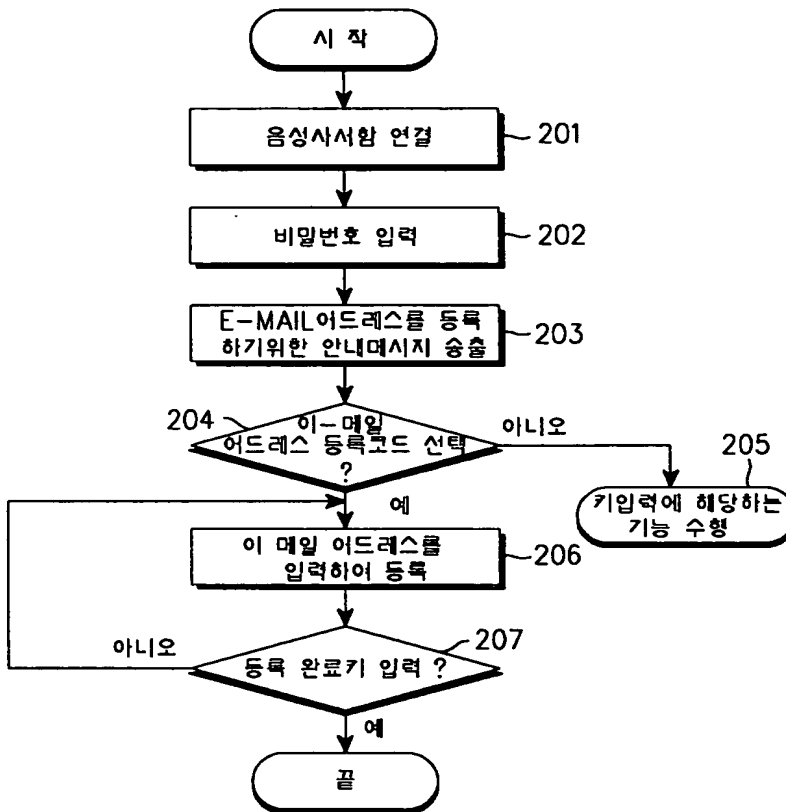 시 작
음성사서함 연결
201
비밀번호 입력
202
E-MAIL어드레스를 등록
하기위한 안내메시지 송출
203
204
이-메일
어드레스 등록코드 선택
?
아니오
205
키입력에 해당하는
기능 수행
예
이 메일 어드레스를
입력하여 등록
206
207
아니오
등록 완료키 입력 ?
예
끝